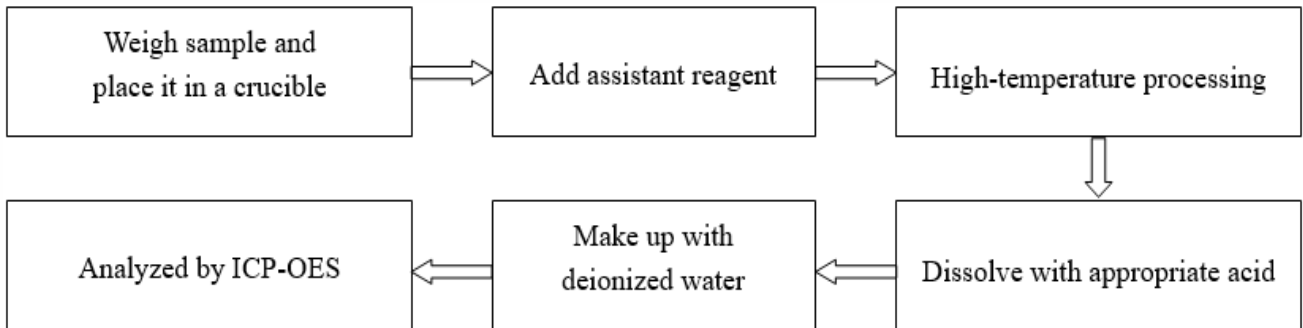 Weigh sample and
place it in a crucible
Add assistant reagent
High-temperature processing
Dissolve with appropriate acid
Make up with
deionized water
Analyzed by ICP-OES